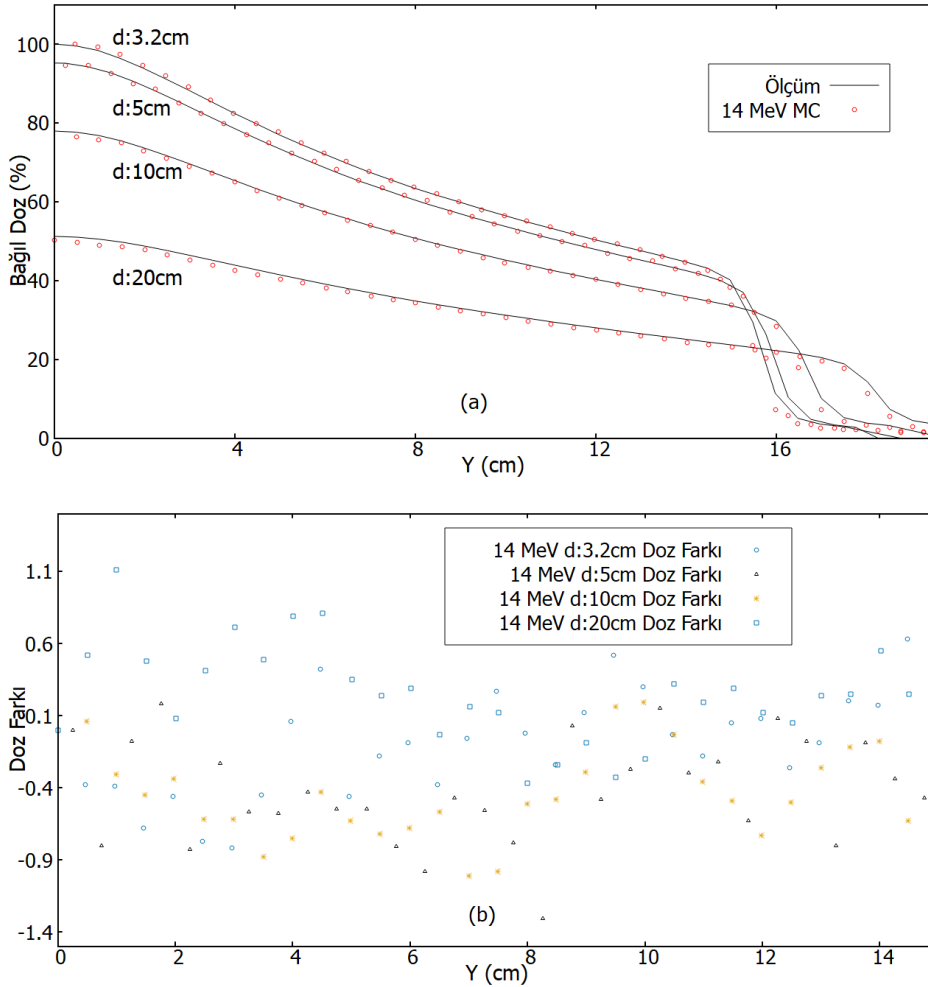 d:3.2cm
d:5cm
d:10cm
d:20cm
Ölçüm
14 MeV MC
100
80
60
40
20
0
Bağıl Doz (%)
(a)
0 4 8 12 16
Y (cm)
14 MeV d:3.2cm Doz Farkı
14 MeV d:5cm Doz Farkı
14 MeV d:10cm Doz Farkı
14 MeV d:20cm Doz Farkı
1.1
0.6
0.1
-0.4
-0.9
-1.4
Doz Farkı
(b)
0 2 4 6 8 10 12 14
Y (cm)